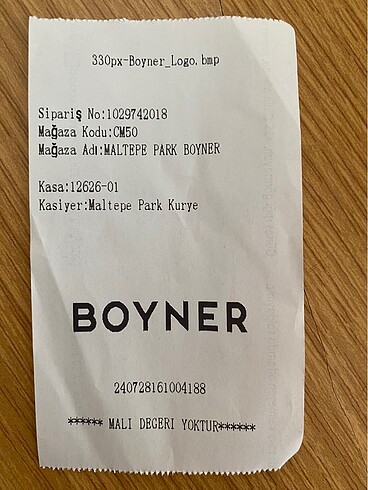 330px-Boyner_Logo.bmp
Sipariş No:1029742018
Mağaza Kodu:CM50
Mağaza Adı:MALTEPE PARK BOYNER
Kasa:12626-01
Kasiyer:Maltepe Park Kurye
BOYNER
240728161004188
****** MALI DEGERI YOKTUR******